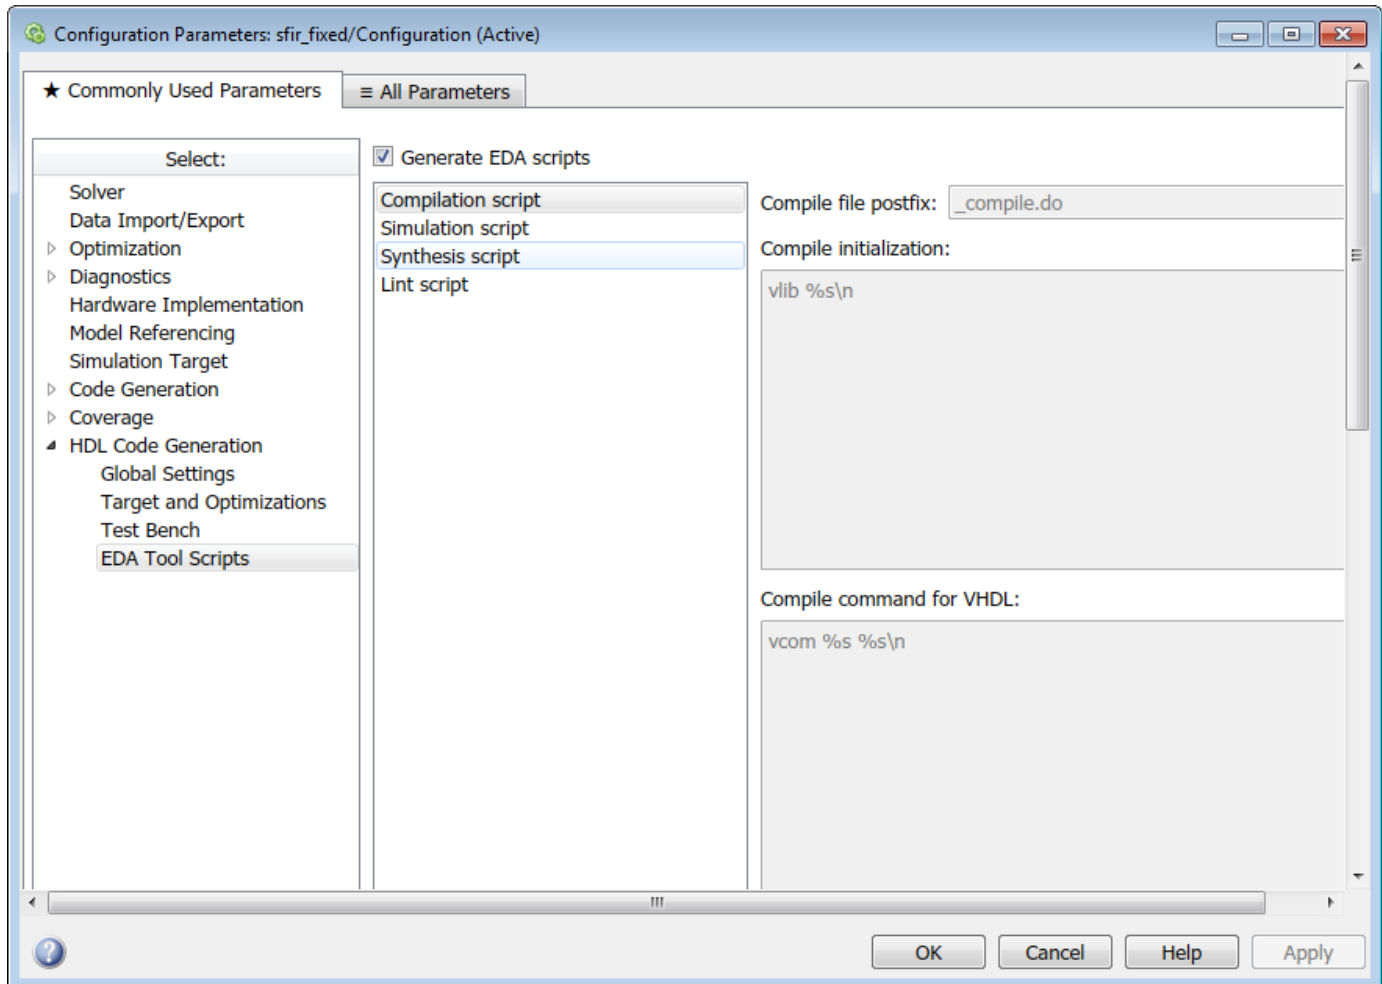 Configuration Parameters: sfir_fixed/Configuration (Active)
★ Commonly Used Parameters
≡ All Parameters
Select:
Solver
Data Import/Export
Optimization
Diagnostics
Hardware Implementation
Model Referencing
Simulation Target
Code Generation
Coverage
HDL Code Generation
Global Settings
Target and Optimizations
Test Bench
EDA Tool Scripts
Generate EDA scripts
Compilation script
Simulation script
Synthesis script
Lint script
Compile file postfix: _compile.do
Compile initialization:
vlib %s\n
Compile command for VHDL:
vcom %s %s\n
OK
Cancel
Help
Apply